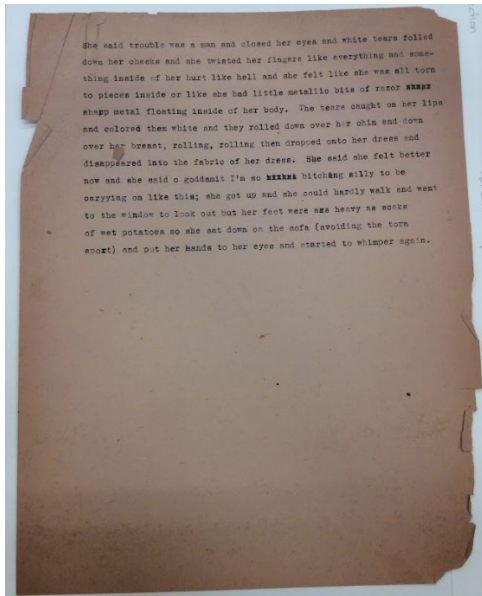 She said trouble was a man and closed her eyes and white tears folled
down her cheeks and she twisted her fingers like everything and some-
thing inside of her hurt like hell and she felt like she was all torn
to pieces inside or like she had little metallic bits of razor
sharp metal floating inside of her body. The tears caught on her lips
and colored them white and they rolled down over her chin and down
over her breast, rolling, rolling then dropped onto her dress and
disappeared into the fabric of her dress. She said she felt better
now and she said o goddamit I'm so bitching silly to be
caryying on like this; she got up and she could hardly walk and went
to the window to look out but her feet were as heavy as socks
of wet potatoes so she sat down on the sofa (avoiding the torn
spoxt) and put her hands to her eyes and started to whimper again.